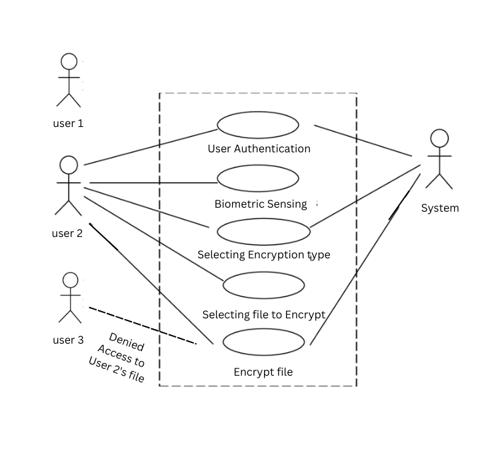 user 1
User Authentication
Biometric Sensing
System
user 2
Selecting Encryption type
Selecting file to Encrypt
user 3
Denied
Access to
User 2's file
Encrypt file